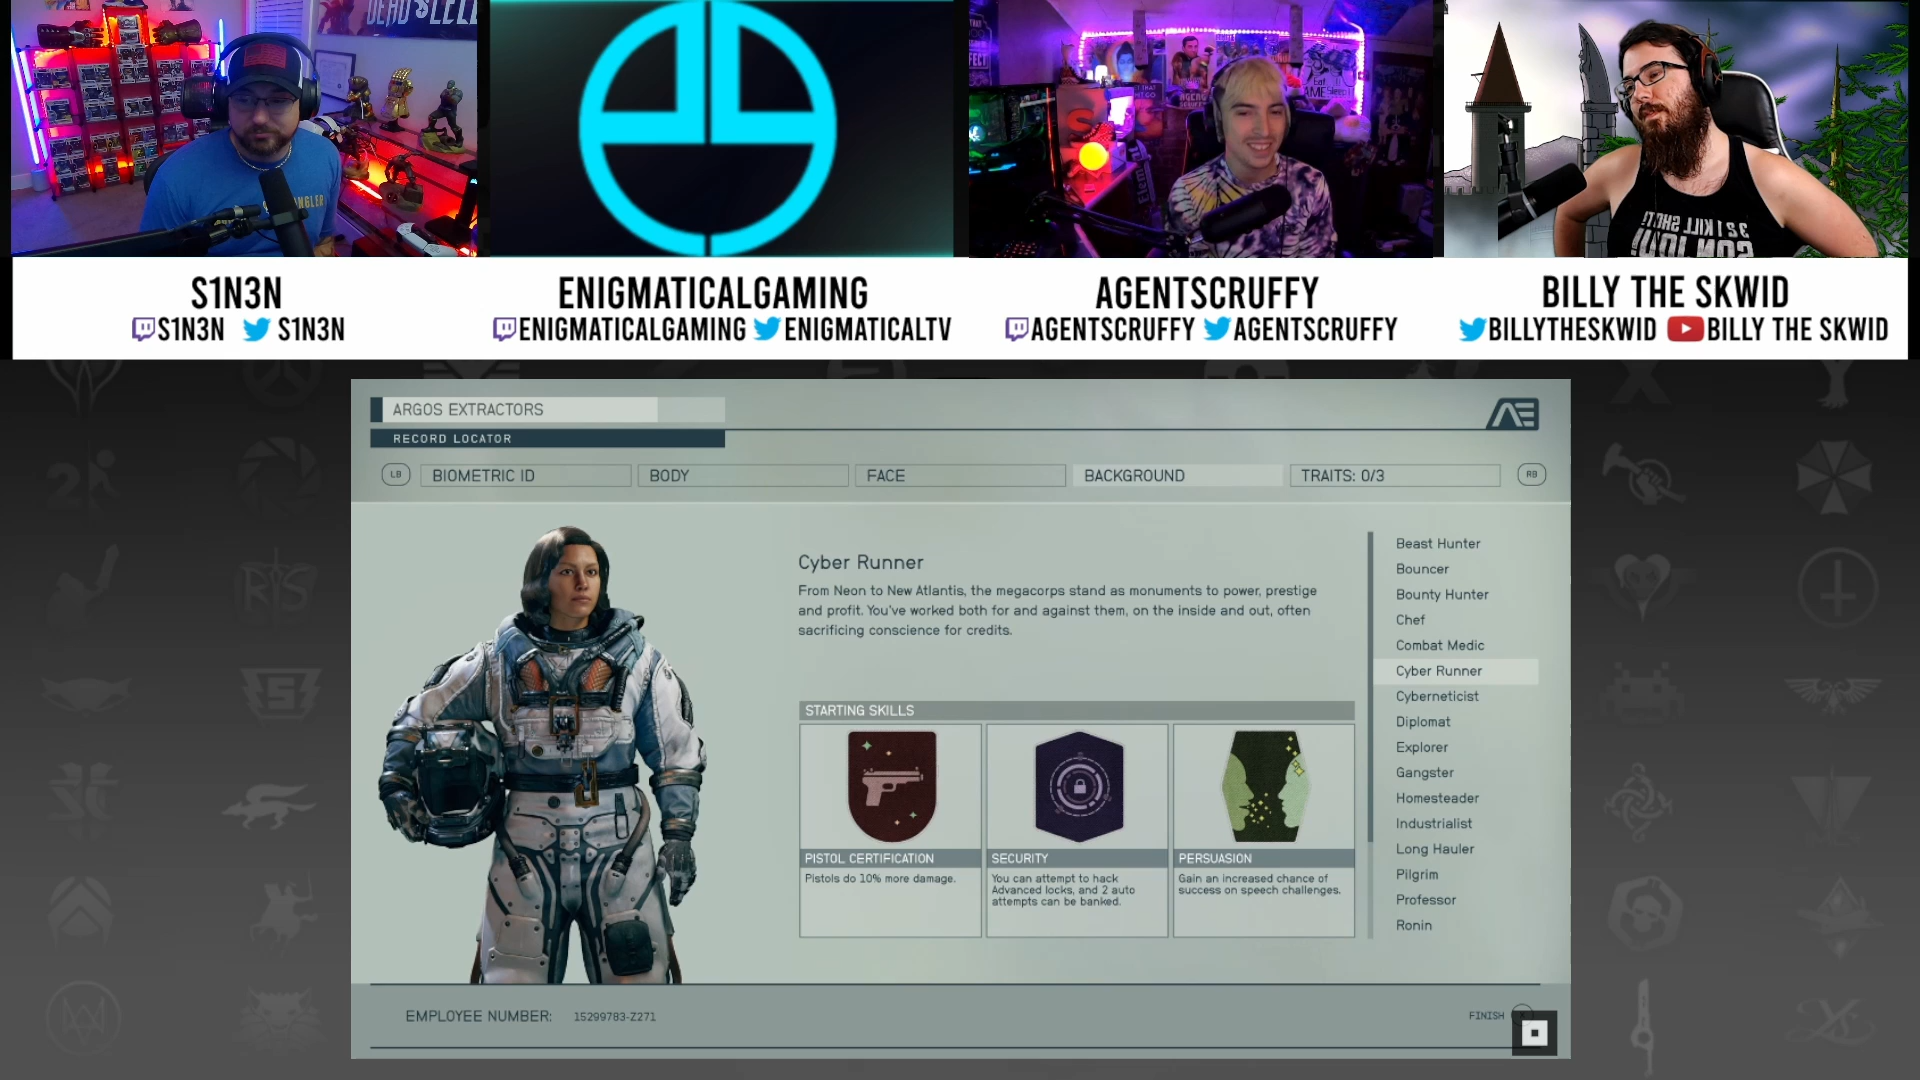 DEAD
S1N3N
S1N3N S1N3N
ENIGMATICALGAMING
ENIGMATICALGAMING ENIGMATICALTV
AGENTSCRUFFY
AGENTSCRUFFY AGENTSCRUFFY
BILLY THE SKWID
BILLYTHESKWID BILLY THE SKWID
ARGOS EXTRACTORS
RECORD LOCATOR
LB BIOMETRIC ID BODY FACE BACKGROUND TRAITS: 0/3 RB
Cyber Runner
From Neon to New Atlantis, the megacorps stand as monuments to power, prestige
and profit. You've worked both for and against them, on the inside and out, often
sacrificing conscience for credits.
STARTING SKILLS
PISTOL CERTIFICATION
Pistols do 10% more damage.
SECURITY
You can attempt to hack
Advanced locks, and 2 auto
attempts can be banked.
PERSUASION
Gain an increased chance of
success on speech challenges.
Beast Hunter
Bouncer
Bounty Hunter
Chef
Combat Medic
Cyber Runner
Cyberneticist
Diplomat
Explorer
Gangster
Homesteader
Industrialist
Long Hauler
Pilgrim
Professor
Ronin
EMPLOYEE NUMBER: 15299783-Z271
FINISH